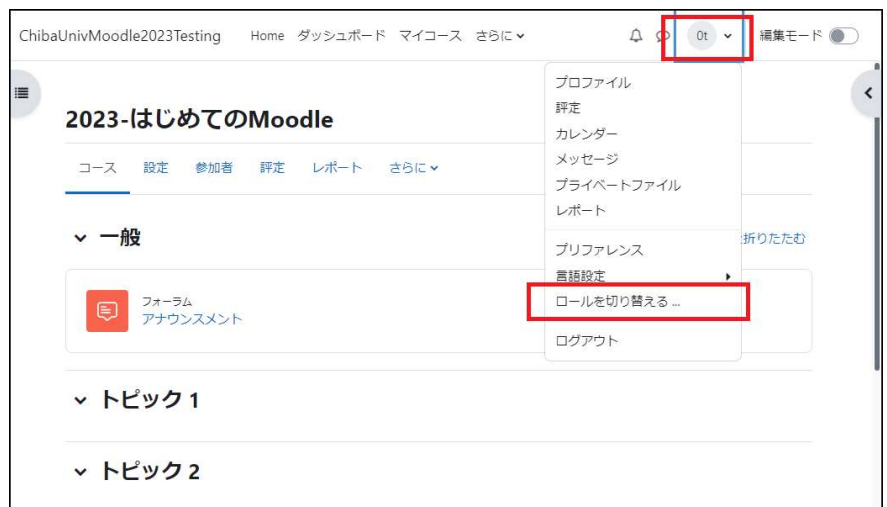 ChibaUnivMoodle2023Testing Home ダッシュボード マイコース さらに 0t 編集モード
プロファイル
評定
カレンダー
メッセージ
プライベートファイル
レポート
プリファレンス
言語設定
ロールを切り替える ...
ログアウト
2023-はじめてのMoodle
コース 設定 参加者 評定 レポート さらに
一般
折りたたむ
フォーラム
アナウンスメント
トピック 1
トピック 2